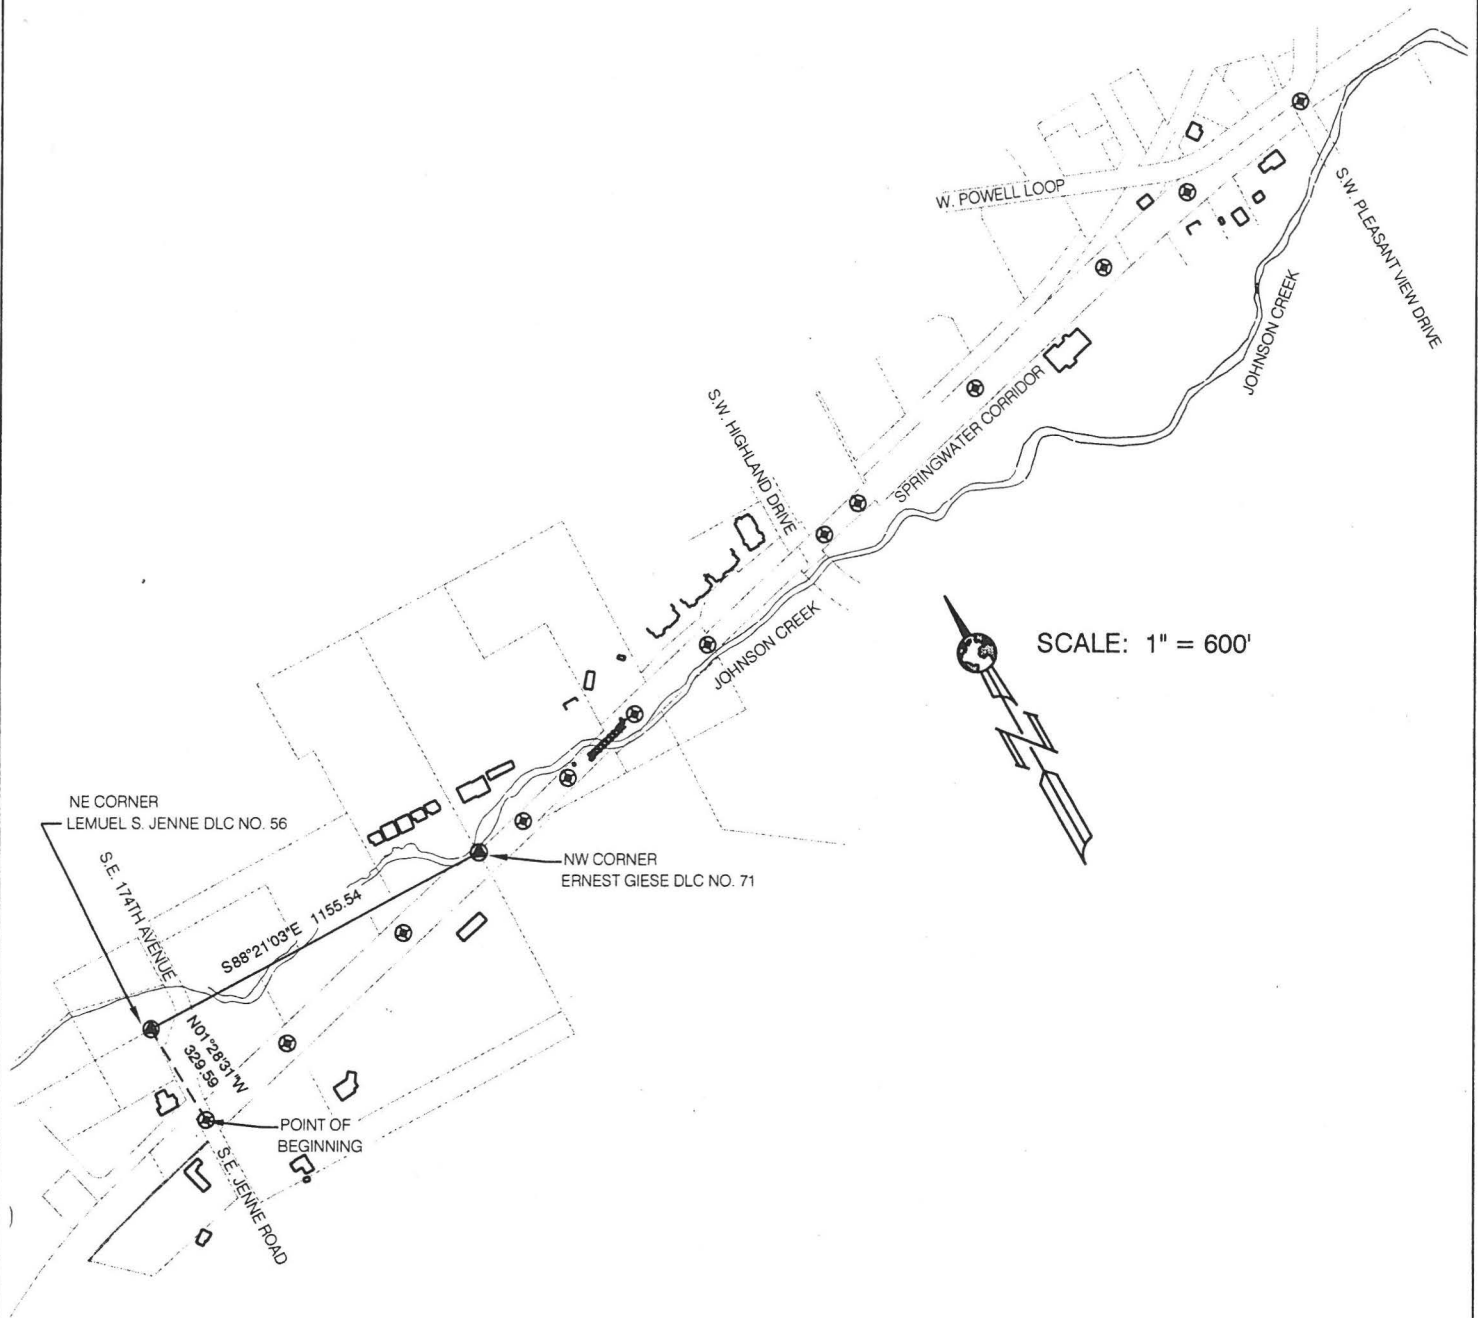 W. POWELL LOOP
S.W. PLEASANT VIEW DRIVE
JOHNSON CREEK
SPRINGWATER CORRIDOR
S.W. HIGHLAND DRIVE
JOHNSON CREEK
SCALE: 1" = 600'
NE CORNER
LEMUEL S. JENNE DLC NO. 56
NW CORNER
ERNEST GIESE DLC NO. 71
S.E. 174TH AVENUE
S88°21'03"E 1155.54
N01°28'31"W
329.59
POINT OF
BEGINNING
S.E. JENNE ROAD